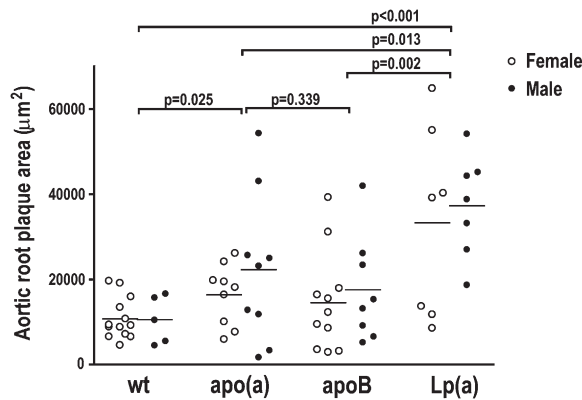 p<0.001
p=0.013
p=0.002
p=0.025
p=0.339
Female
Male
Aortic root plaque area (μm2)
60000
40000
20000
0
wt
apo(a)
apoB
Lp(a)